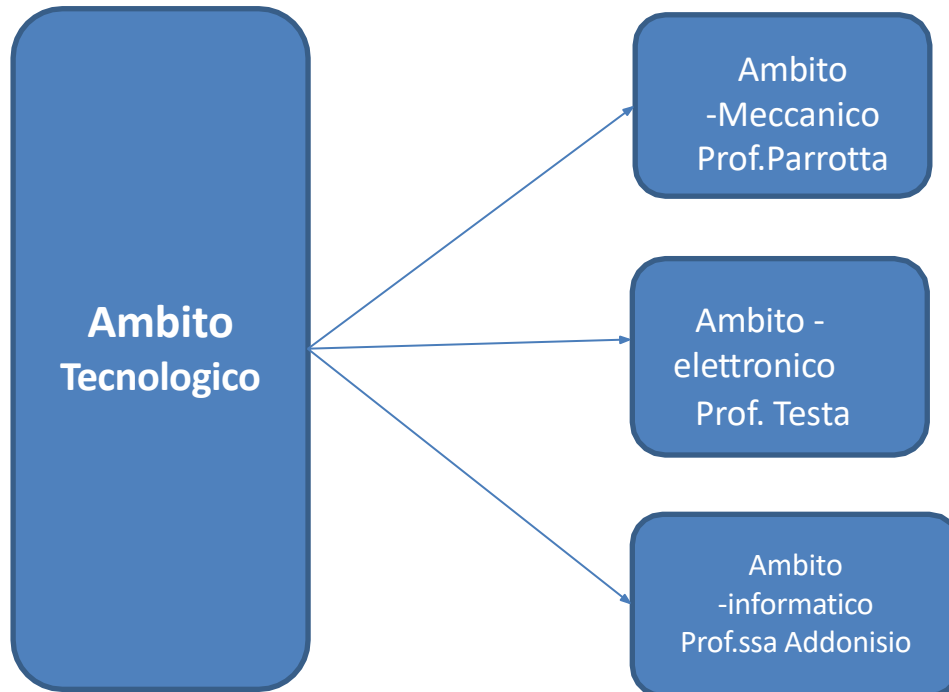 Ambito
Tecnologico
Ambito
-Meccanico
Prof.Parrotta
Ambito -
elettronico
Prof. Testa
Ambito
-informatico
Prof.ssa Addonisio